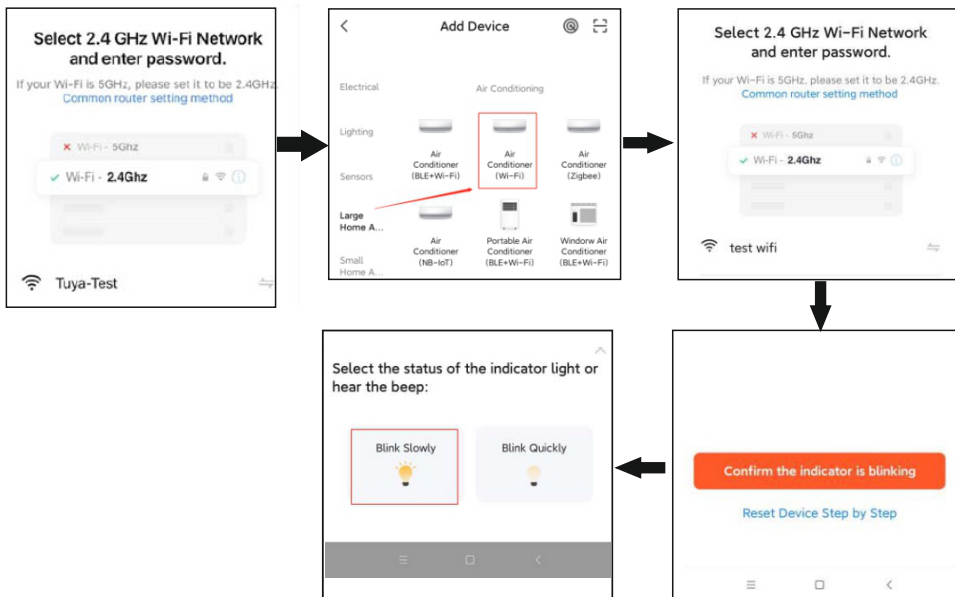 Select 2.4 GHz Wi-Fi Network
and enter password.
If your Wi-Fi is 5GHz, please set it to be 2.4GHz.
Common router setting method
Wi-Fi - 5Ghz
Wi-Fi - 2.4Ghz
Tuya-Test
Add Device
Electrical
Lighting
Sensors
Large
Home A...
Small
Home A...
Air Conditioning
Air
Conditioner
(BLE+Wi-Fi)
Air
Conditioner
(Wi-Fi)
Air
Conditioner
(Zigbee)
Air
Conditioner
(NB-IoT)
Portable Air
Conditioner
(BLE+Wi-Fi)
Windorw Air
Conditioner
(BLE+Wi-Fi)
Select 2.4 GHz Wi-Fi Network
and enter password.
If your Wi-Fi is 5GHz, please set it to be 2.4GHz.
Common router setting method
Wi-Fi - 5Ghz
Wi-Fi - 2.4Ghz
test wifi
Confirm the indicator is blinking
Reset Device Step by Step
Select the status of the indicator light or
hear the beep:
Blink Slowly
Blink Quickly